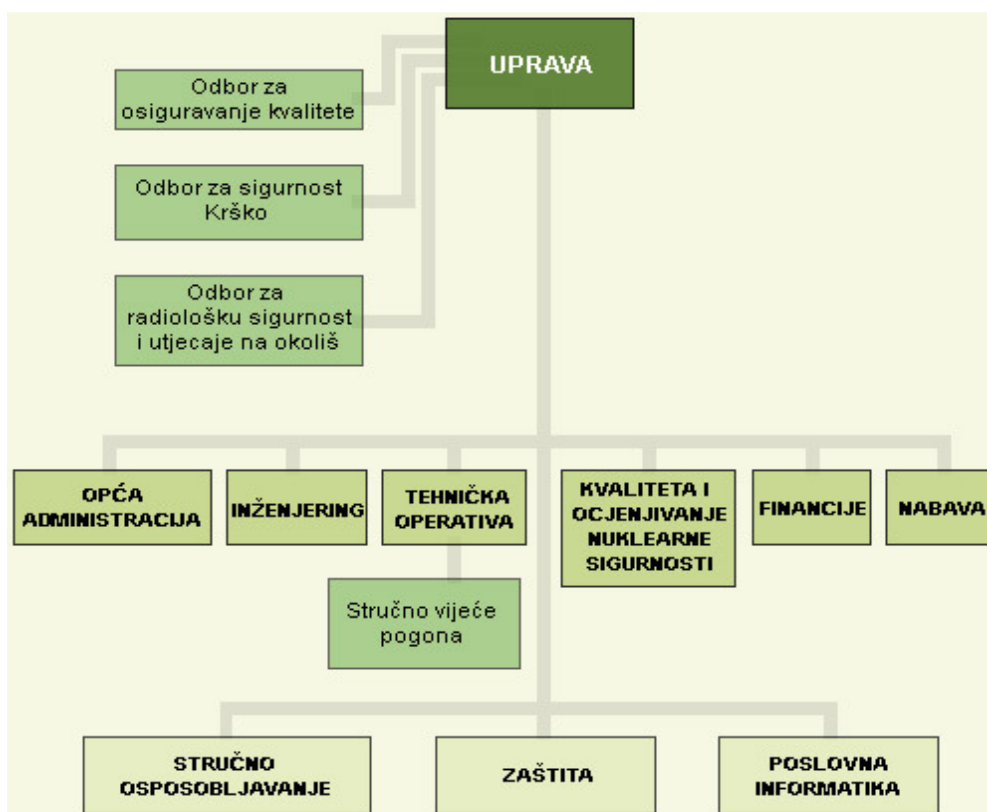 UPRAVA
Odbor za
osiguravanje kvalitete
Odbor za sigurnost
Krško
Odbor za
radiološku sigurnost
i utjecaje na okoliš
OPĆA
ADMINISTRACIJA
INŽENJERING
TEHNIČKA
OPERATIVA
KVALITETA I
OCJENJIVANJE
NUKLEARNE
SIGURNOSTI
FINANCIJE
NABAVA
Stručno vijeće
pogona
STRUČNO
OSPOSOBLJAVANJE
ZAŠTITA
POSLOVNA
INFORMATIKA